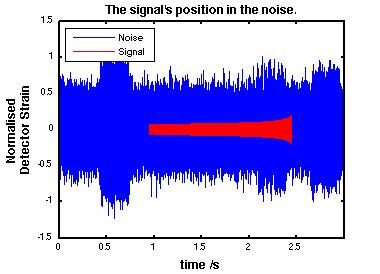 The signal's position in the noise.
1.5
Noise
Signal
1
0.5
0
-0.5
-1
-1.5
Normalised
Detector Strain
0 0.5 1 1.5 2 2.5
time /s